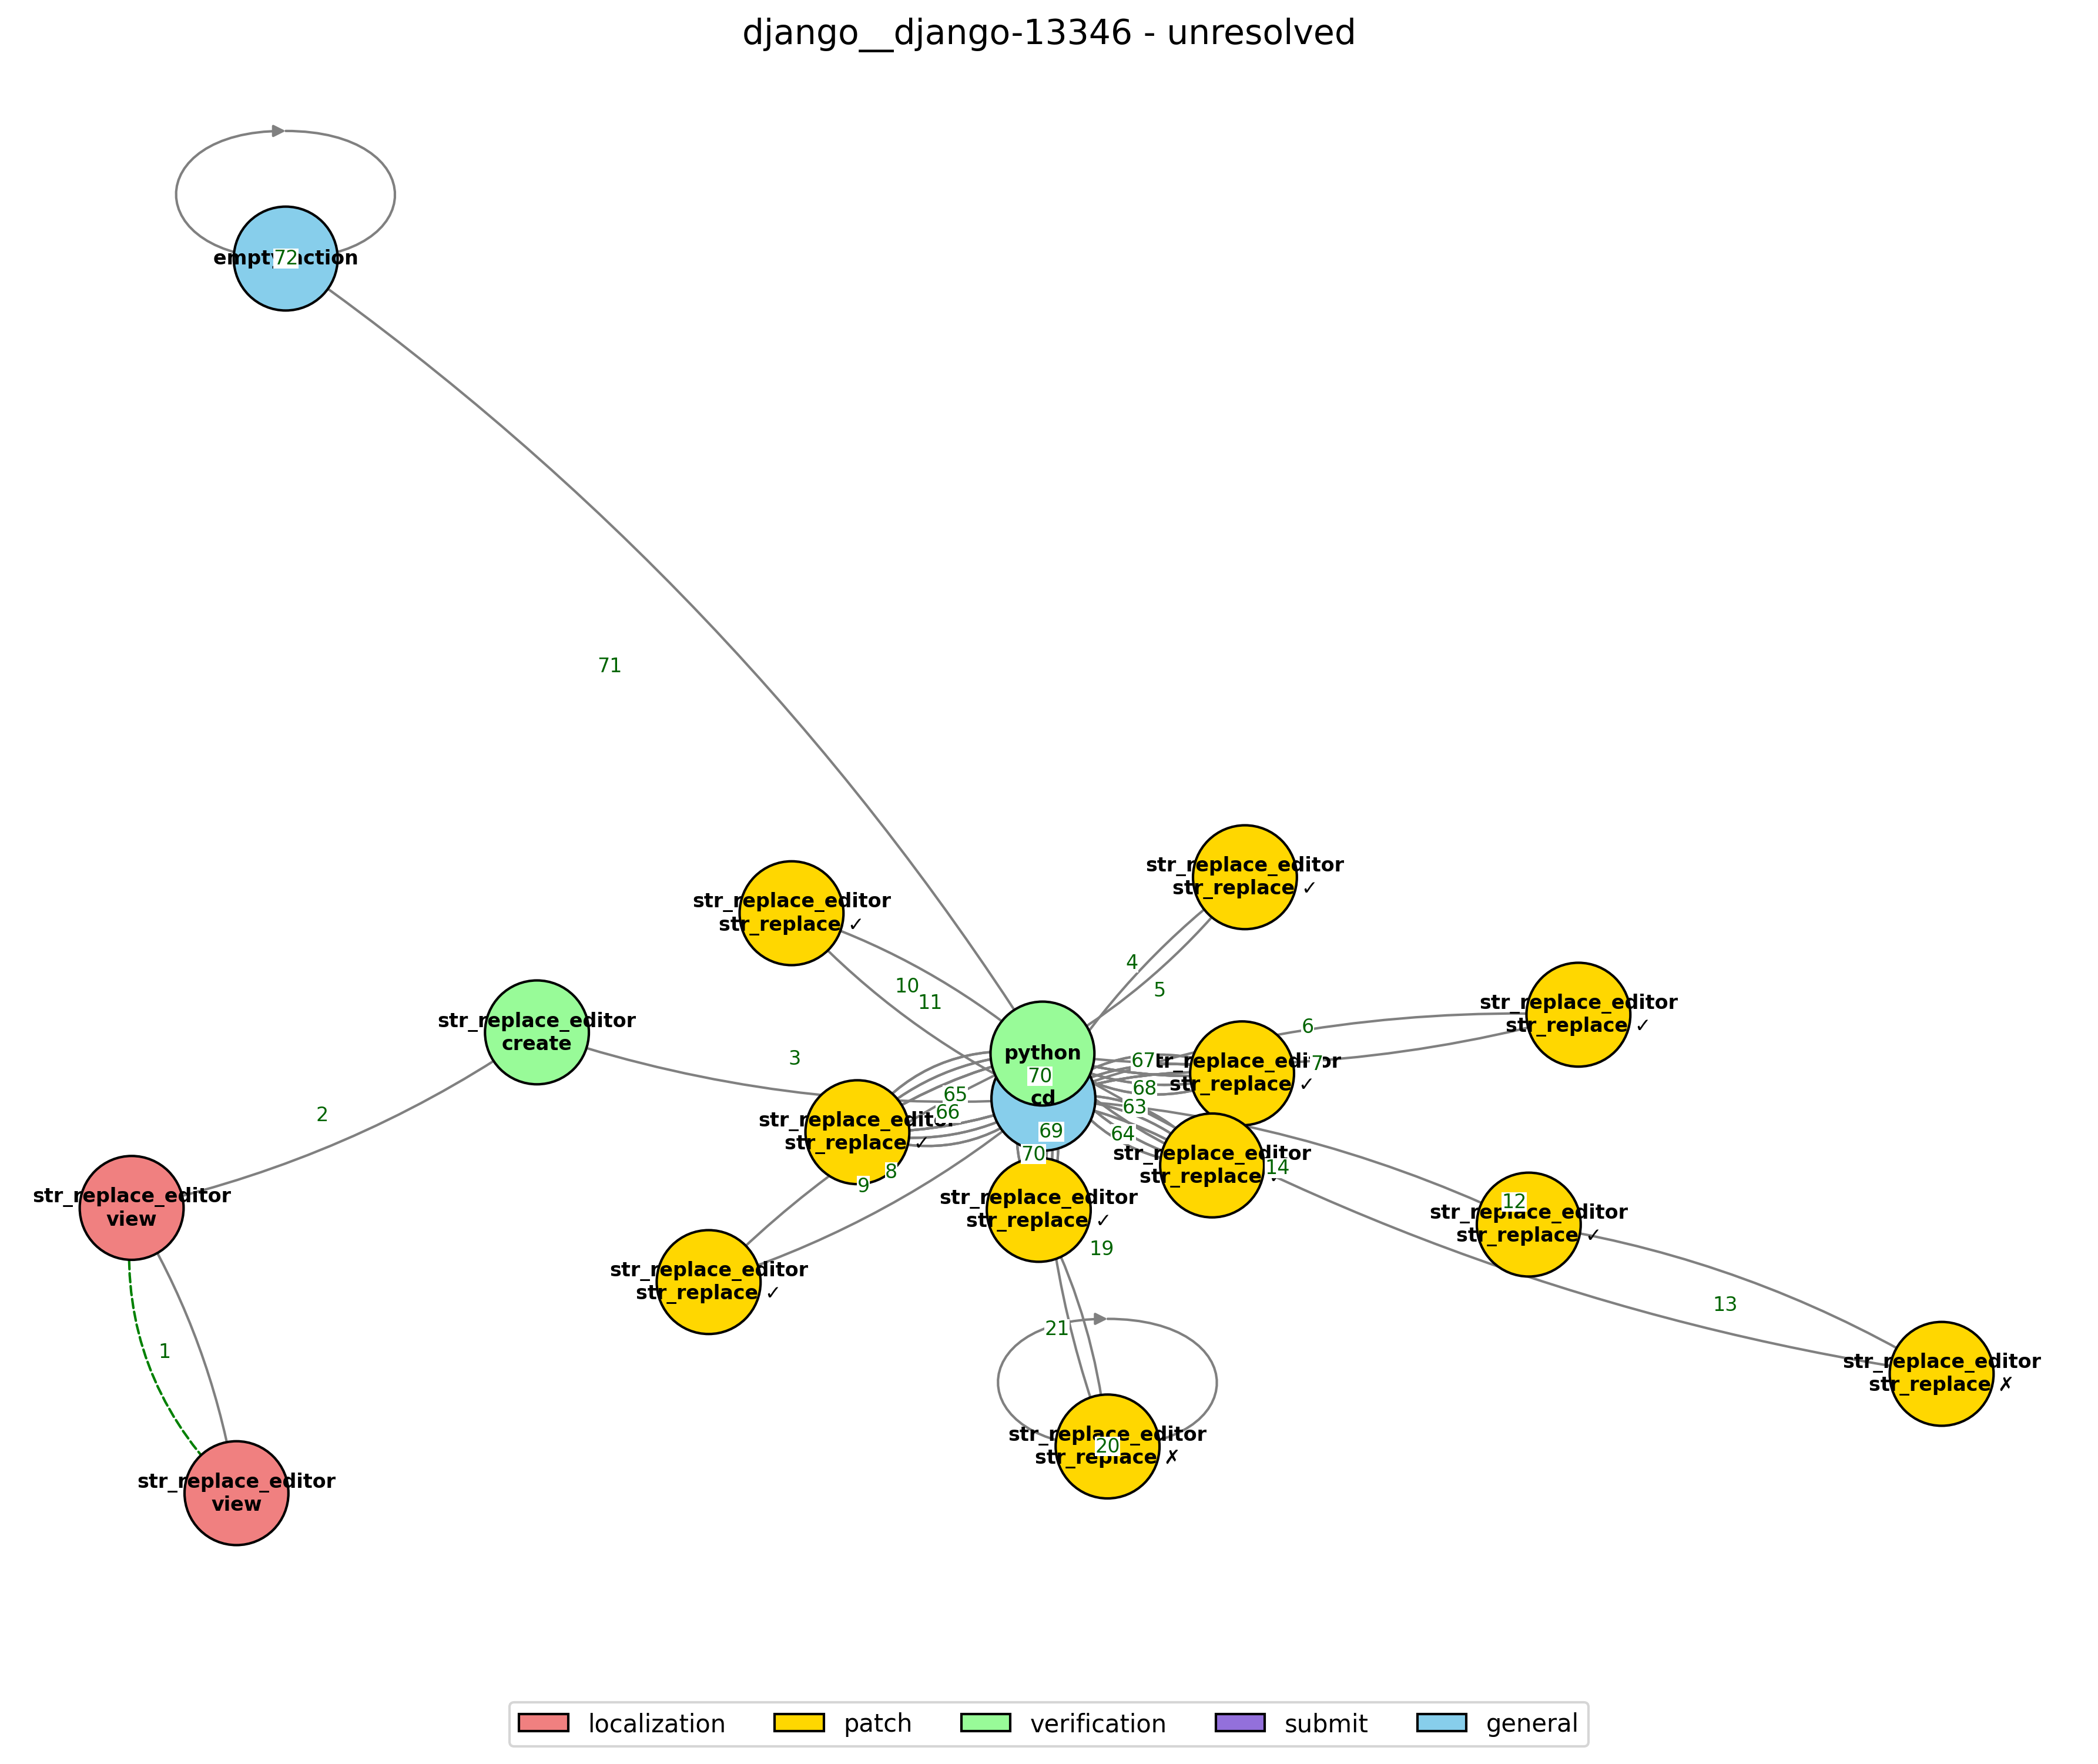 django__django-13346 - unresolved
72
71
str_replace_editor
str_replace ✓
str_replace_editor
str_replace ✓
4
10
5
11
str_replace_editor
str_replace ✓
6
str_replace_editor
create
3
python
67
7
str_replace ✓
70
68
cd
65
66
63
str_replace ✓
2
69
64
70
str_replace_editor
14
8
9
str_replace_editor
view
str_replace_editor
str_replace ✓
12
str_replace_editor
str_replace ✓
19
str_replace_editor
str_replace ✓
13
21
1
str_replace_editor
str_replace ✗
str_replace_editor
20
str_replace ✗
str_replace_editor
view
localization
patch
verification
submit
general